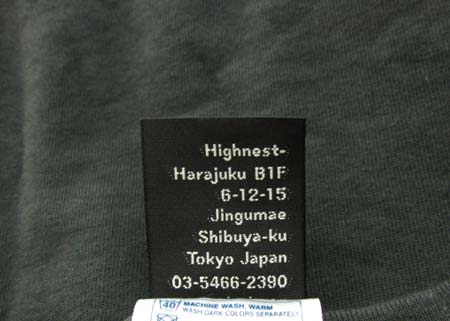 Highnest-
Harajuku B1F
6-12-15
Jingumae
Shibuya-ku
Tokyo Japan
03-5466-2390
40
MACHINE WASH, WARM
WASH DARK COLORS SEPARATELY